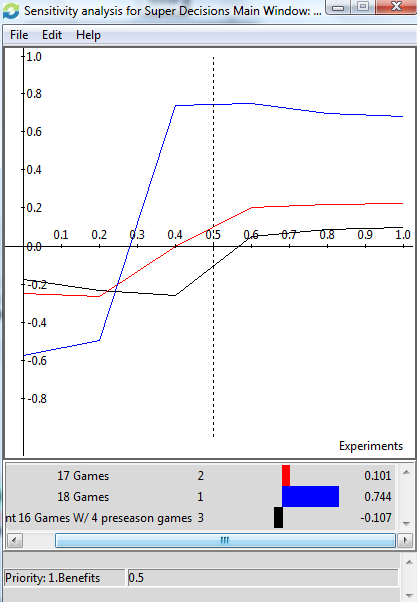 Sensitivity analysis for Super Decisions Main Window: ...
File Edit Help
1.0
0.8
0.6
0.4
0.2
0.1 0.2 0.3 0.4 0.5 0.6 0.7 0.8 0.9 1.0
0.0
-0.2
-0.4
-0.6
-0.8
Experiments
17 Games 2 0.101
18 Games 1 0.744
nt 16 Games W/ 4 preseason games 3 -0.107
Priority: 1.Benefits 0.5